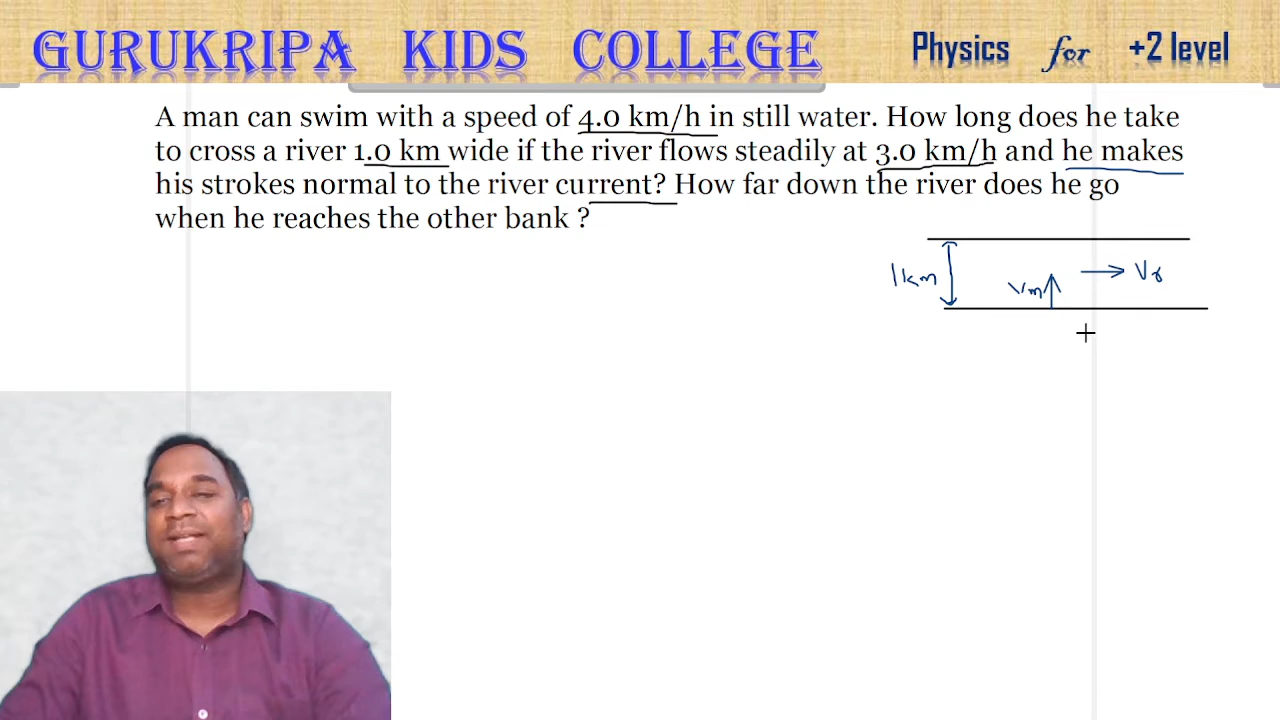 GURUKRIPA KIDS COLLEGE
Physics for +2 level
A man can swim with a speed of 4.0 km/h in still water. How long does he take
to cross a river 1.0 km wide if the river flows steadily at 3.0 km/h and he makes
his strokes normal to the river current? How far down the river does he go
when he reaches the other bank ?
1km
Vm
Vr